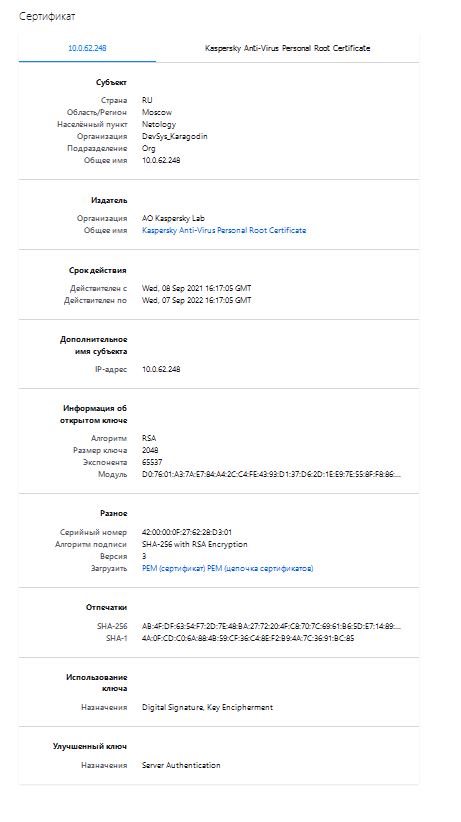 Сертификат
10.0.62.248 Kaspersky Anti-Virus Personal Root Certificate
Субъект
Страна RU
Область/Регион Moscow
Населённый пункт Netology
Организация DevSys_Karagodin
Подразделение Org
Общее имя 10.0.62.248
Издатель
Организация AO Kaspersky Lab
Общее имя Kaspersky Anti-Virus Personal Root Certificate
Срок действия
Действителен с Wed, 08 Sep 2021 16:17:05 GMT
Действителен по Wed, 07 Sep 2022 16:17:05 GMT
Дополнительное
имя субъекта
IP-адрес 10.0.62.248
Информация об
открытом ключе
Алгоритм RSA
Размер ключа 2048
Экспонента 65537
Модуль D0:76:01:A3:7A:E7:84:A4:2C:C4:FE:43:93:D1:37:D6:2D:1E:E9:7E:55:8F:F8:86:...
Разное
Серийный номер 42:00:00:0F:27:62:28:D3:01
Алгоритм подписи SHA-256 with RSA Encryption
Версия 3
Загрузить PEM (сертификат) PEM (цепочка сертификатов)
Отпечатки
SHA-256 AB:4F:DF:63:54:F7:2D:7E:48:BA:27:72:20:4F:C8:70:7C:69:61:B6:5D:E7:14:89:...
SHA-1 4A:0F:CD:C0:6A:88:4B:59:CF:36:C4:8E:F2:B9:4A:7C:36:91:BC:85
Использование
ключа
Назначения Digital Signature, Key Encipherment
Улучшенный ключ
Назначения Server Authentication